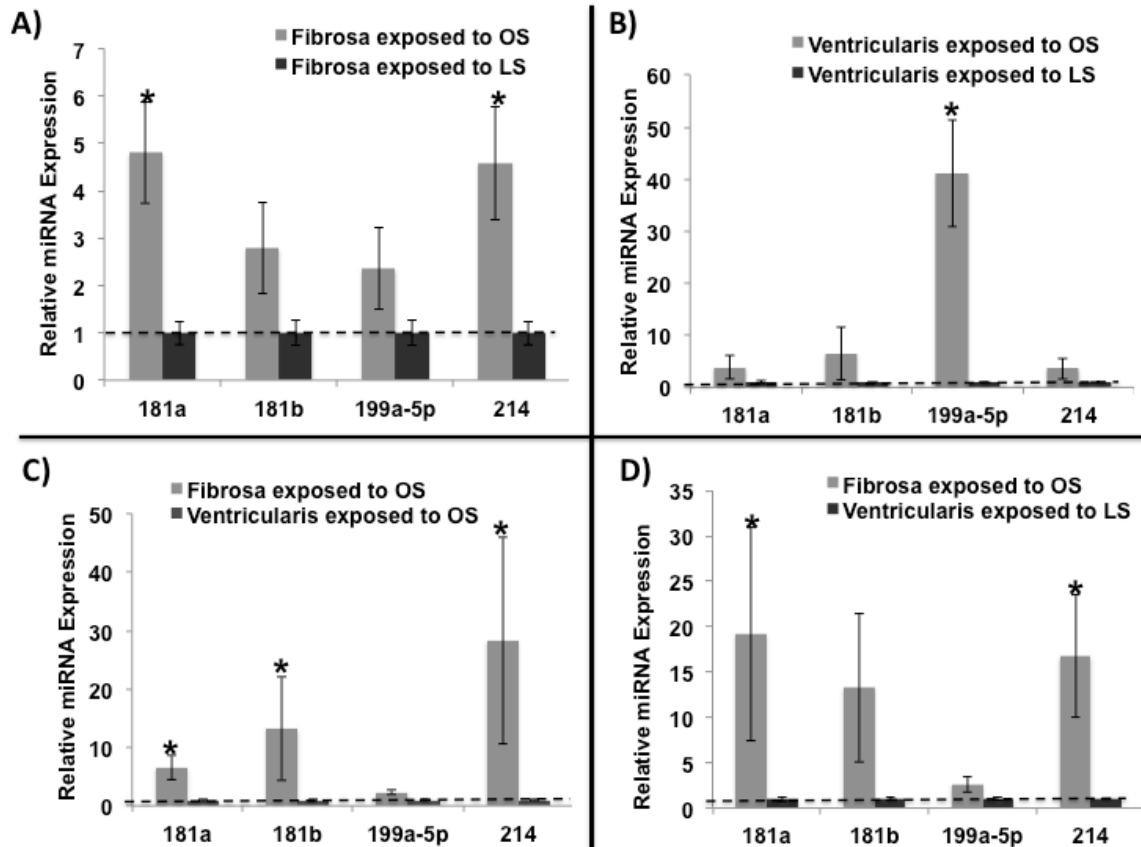 A)
Fibrosa exposed to OS
Fibrosa exposed to LS
Relative miRNA Expression
7
6
5
4
3
2
1
0
*
*
181a
181b
199a-5p
214
B)
Ventricularis exposed to OS
Ventricularis exposed to LS
Relative miRNA Expression
60
50
40
30
20
10
0
*
181a
181b
199a-5p
214
C)
Fibrosa exposed to OS
Ventricularis exposed to OS
Relative miRNA Expression
50
40
30
20
10
0
*
*
*
181a
181b
199a-5p
214
D)
Fibrosa exposed to OS
Ventricularis exposed to LS
Relative miRNA Expression
35
30
25
20
15
10
5
0
*
*
181a
181b
199a-5p
214